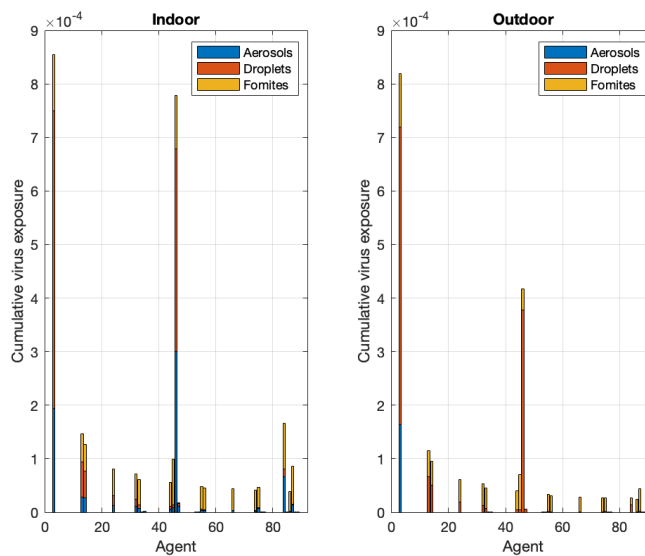 Indoor
×10⁻⁴
Aerosols
Droplets
Fomites
Cumulative virus exposure
9
8
7
6
5
4
3
2
1
0
0 20 40 60 80
Agent
Outdoor
×10⁻⁴
Aerosols
Droplets
Fomites
Cumulative virus exposure
9
8
7
6
5
4
3
2
1
0
0 20 40 60 80
Agent